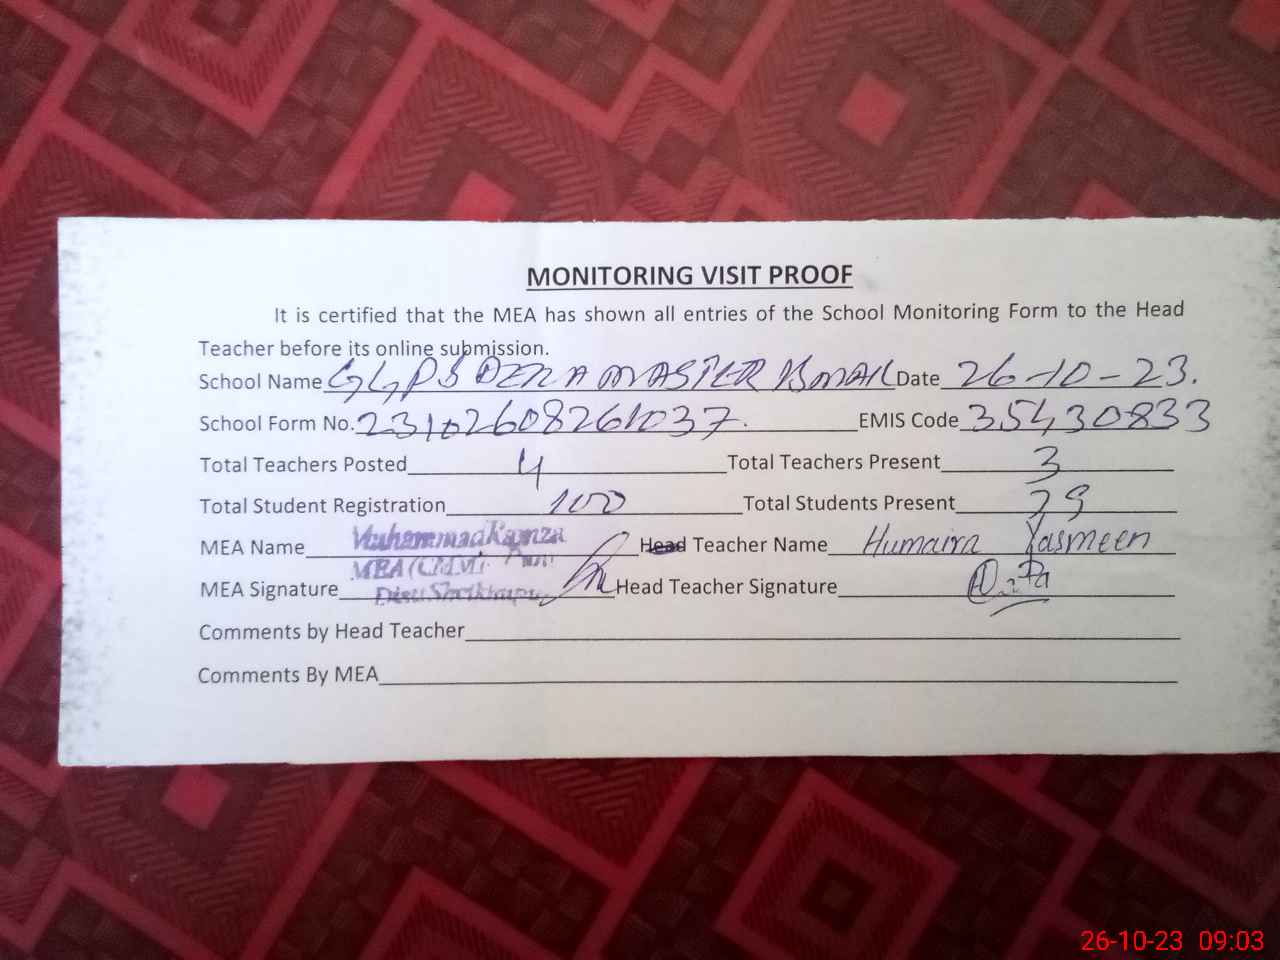 MONITORING VISIT PROOF
It is certified that the MEA has shown all entries of the School Monitoring Form to the Head
Teacher before its online submission.
School Name GGPS DERA MASTER ISMAIL Date 26-10-23.
School Form No. 23102608261037. EMIS Code 35430833
Total Teachers Posted 4 Total Teachers Present 3
Total Student Registration 100 Total Students Present 79
MEA Name Muhammad Ramza Head Teacher Name Humaira Yasmeen
MEA
MEA Signature Head Teacher Signature
Comments by Head Teacher
Comments By MEA
26-10-23 09:03